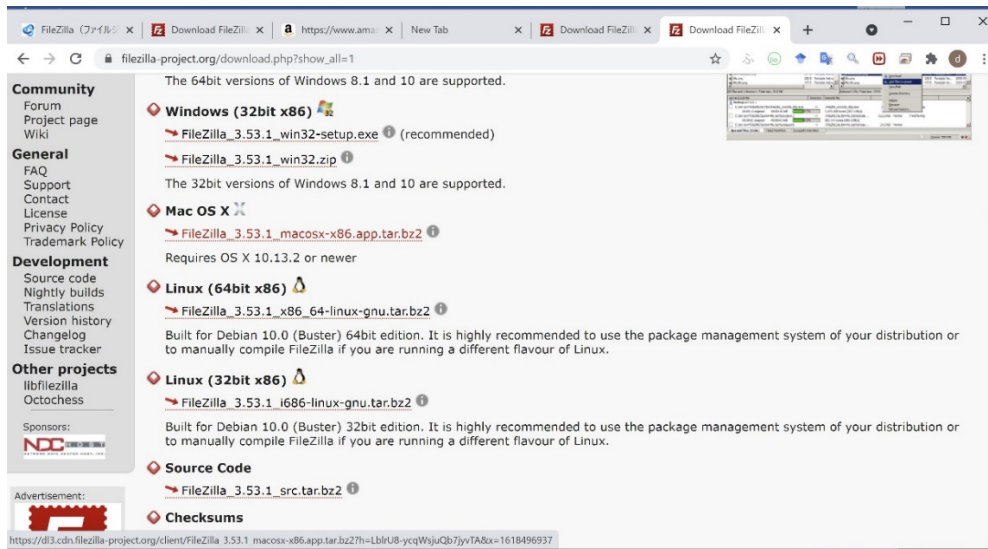 FileZilla (ファイルジ
Download FileZill
https://www.ama
New Tab
Download FileZill
Download FileZill
filezilla-project.org/download.php?show_all=1
Community
Forum
Project page
Wiki
General
FAQ
Support
Contact
License
Privacy Policy
Trademark Policy
Development
Source code
Nightly builds
Translations
Version history
Changelog
Issue tracker
Other projects
libfilezilla
Octochess
Sponsors:
NDC HOST
Advertisement:
The 64bit versions of Windows 8.1 and 10 are supported.
Windows (32bit x86)
FileZilla_3.53.1_win32-setup.exe (recommended)
FileZilla_3.53.1_win32.zip
The 32bit versions of Windows 8.1 and 10 are supported.
Mac OS X
FileZilla_3.53.1_macosx-x86.app.tar.bz2
Requires OS X 10.13.2 or newer
Linux (64bit x86)
FileZilla_3.53.1_x86_64-linux-gnu.tar.bz2
Built for Debian 10.0 (Buster) 64bit edition. It is highly recommended to use the package management system of your distribution or
to manually compile FileZilla if you are running a different flavour of Linux.
Linux (32bit x86)
FileZilla_3.53.1_i686-linux-gnu.tar.bz2
Built for Debian 10.0 (Buster) 32bit edition. It is highly recommended to use the package management system of your distribution or
to manually compile FileZilla if you are running a different flavour of Linux.
Source Code
FileZilla_3.53.1_src.tar.bz2
Checksums
https://dl3.cdn.filezilla-project.org/client/FileZilla_3.53.1_macosx-x86.app.tar.bz2?h=LblrU8-ycqWsjuQb7jyvTA&x=1618496937